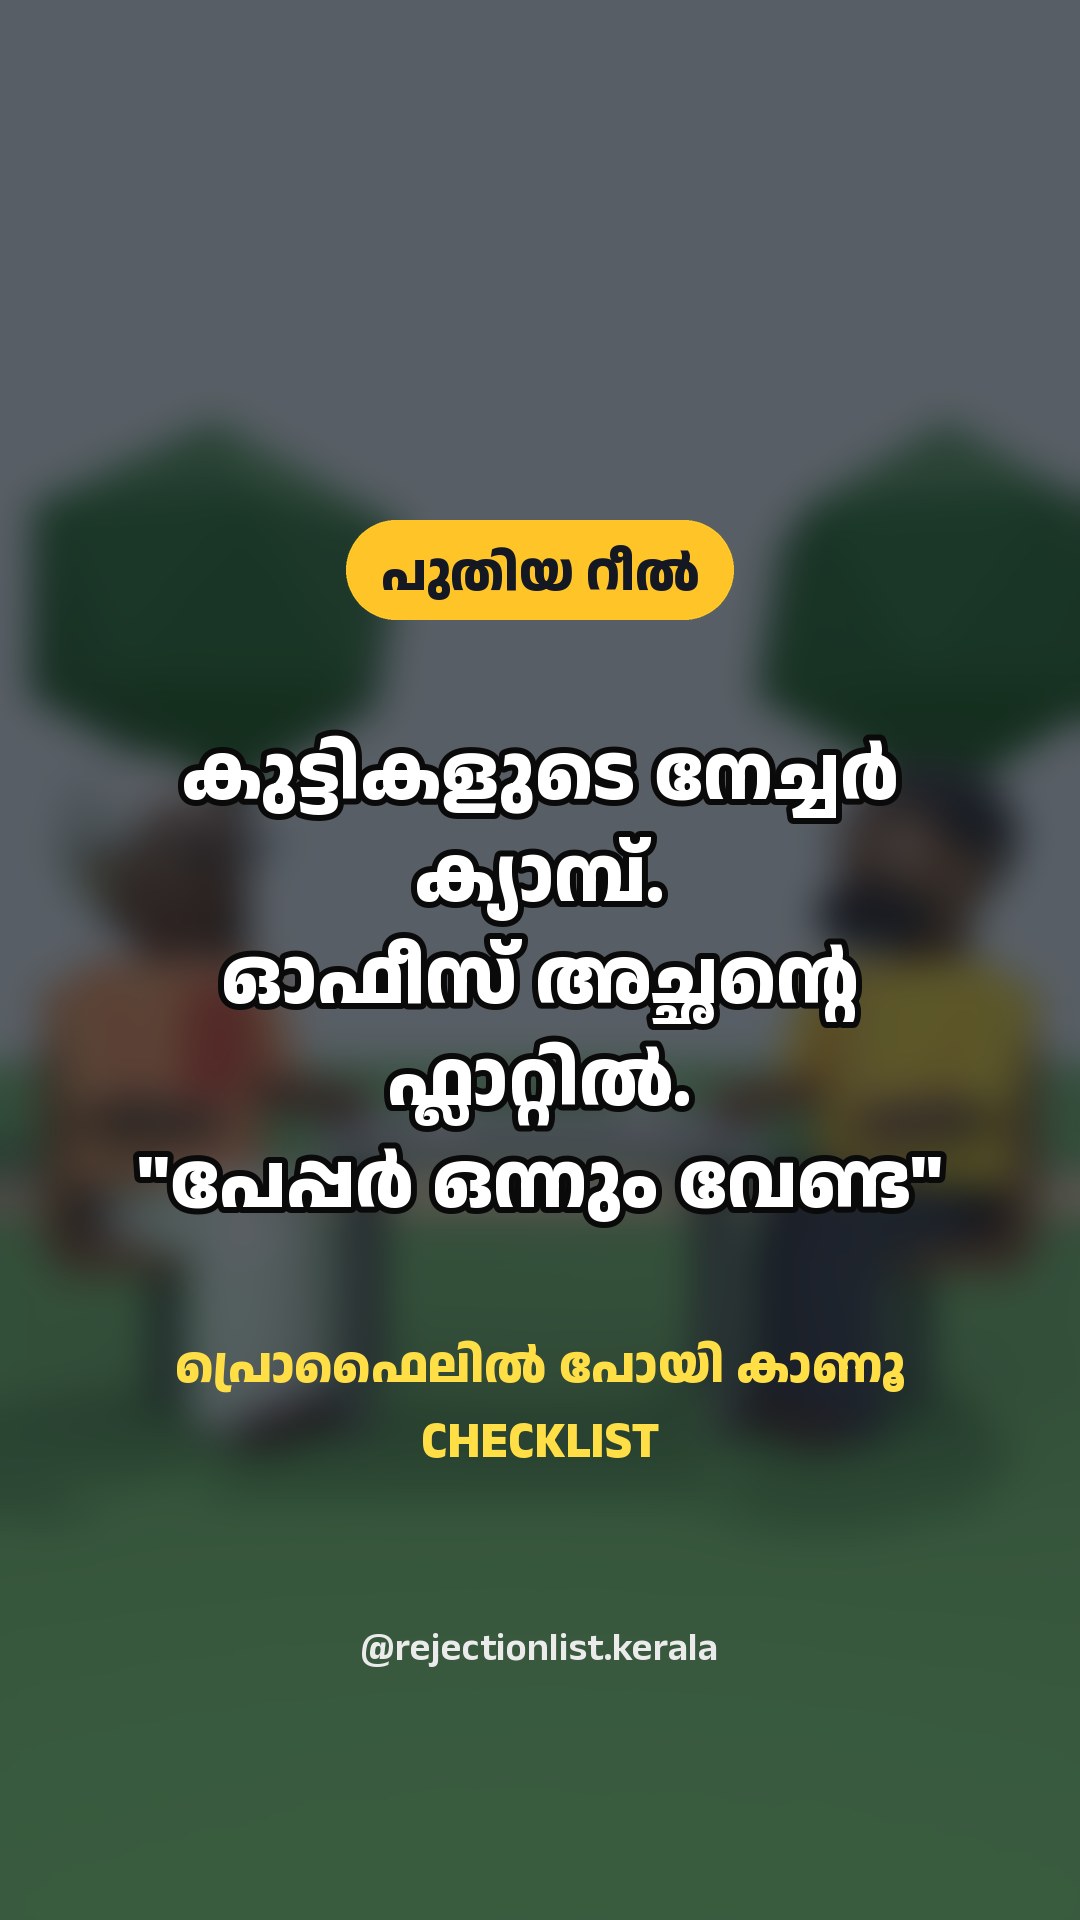 പുതിയ റീൽ
കുട്ടികളുടെ നേച്ചർ
ക്യാമ്പ്.
ഓഫീസ് അച്ഛന്റെ
ഫ്ലാറ്റിൽ.
"പേപ്പർ ഒന്നും വേണ്ട"
പ്രൊഫൈലിൽ പോയി കാണൂ
CHECKLIST
@rejectionlist.kerala